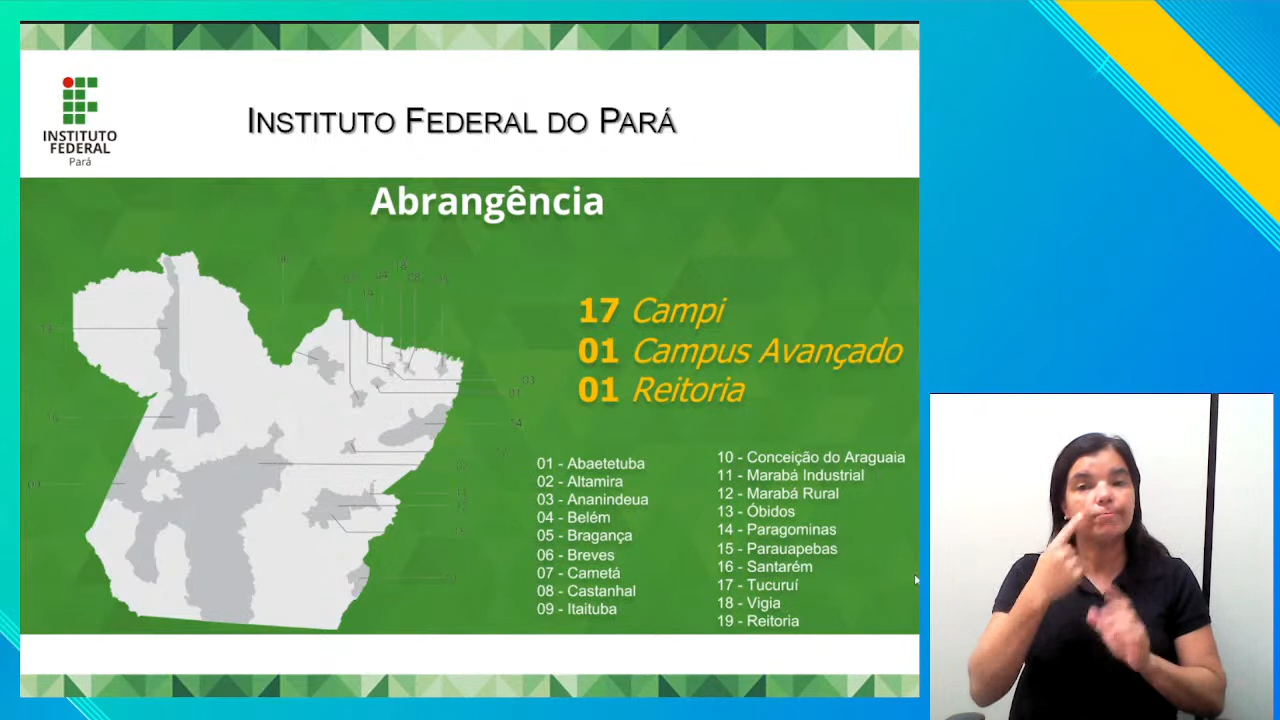 INSTITUTO
FEDERAL
Pará
INSTITUTO FEDERAL DO PARÁ
Abrangência
17 Campi
01 Campus Avançado
01 Reitoria
01 - Abaetetuba
02 - Altamira
03 - Ananindeua
04 - Belém
05 - Bragança
06 - Breves
07 - Cametá
08 - Castanhal
09 - Itaituba
10 - Conceição do Araguaia
11 - Marabá Industrial
12 - Marabá Rural
13 - Óbidos
14 - Paragominas
15 - Parauapebas
16 - Santarém
17 - Tucuruí
18 - Vigia
19 - Reitoria